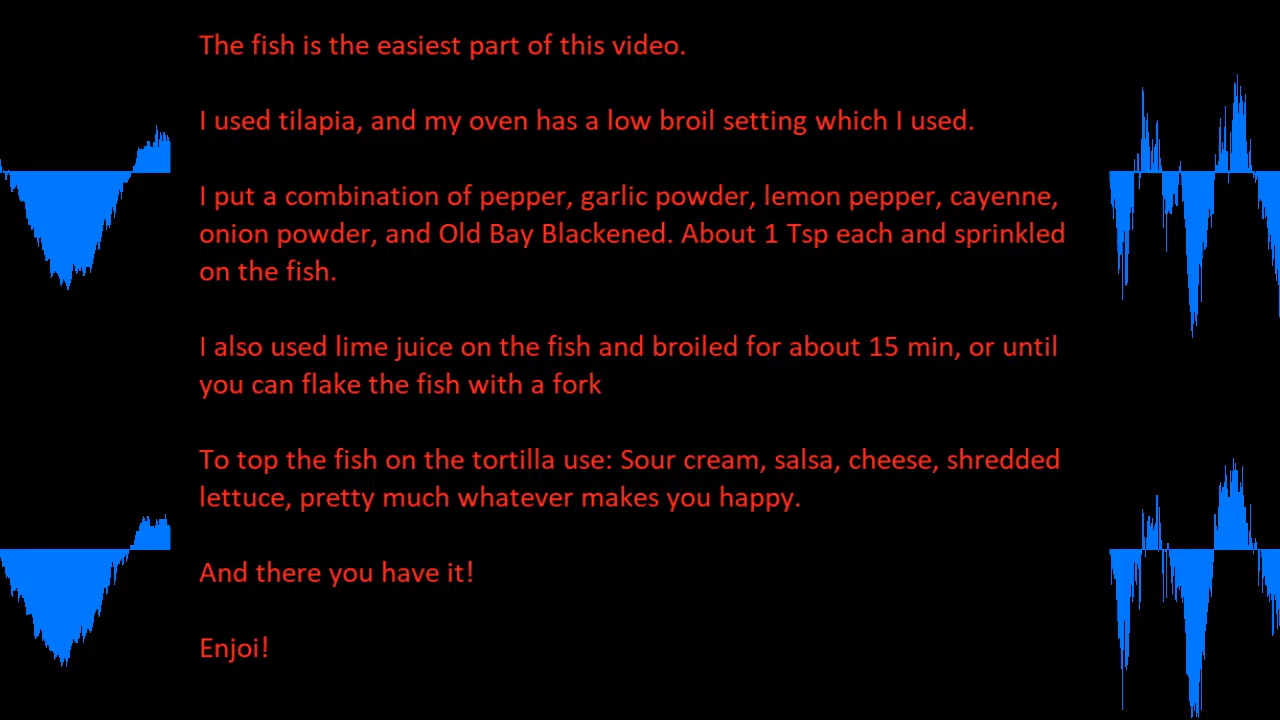 The fish is the easiest part of this video.
I used tilapia, and my oven has a low broil setting which I used.
I put a combination of pepper, garlic powder, lemon pepper, cayenne,
onion powder, and Old Bay Blackened. About 1 Tsp each and sprinkled
on the fish.
I also used lime juice on the fish and broiled for about 15 min, or until
you can flake the fish with a fork
To top the fish on the tortilla use: Sour cream, salsa, cheese, shredded
lettuce, pretty much whatever makes you happy.
And there you have it!
Enjoi!